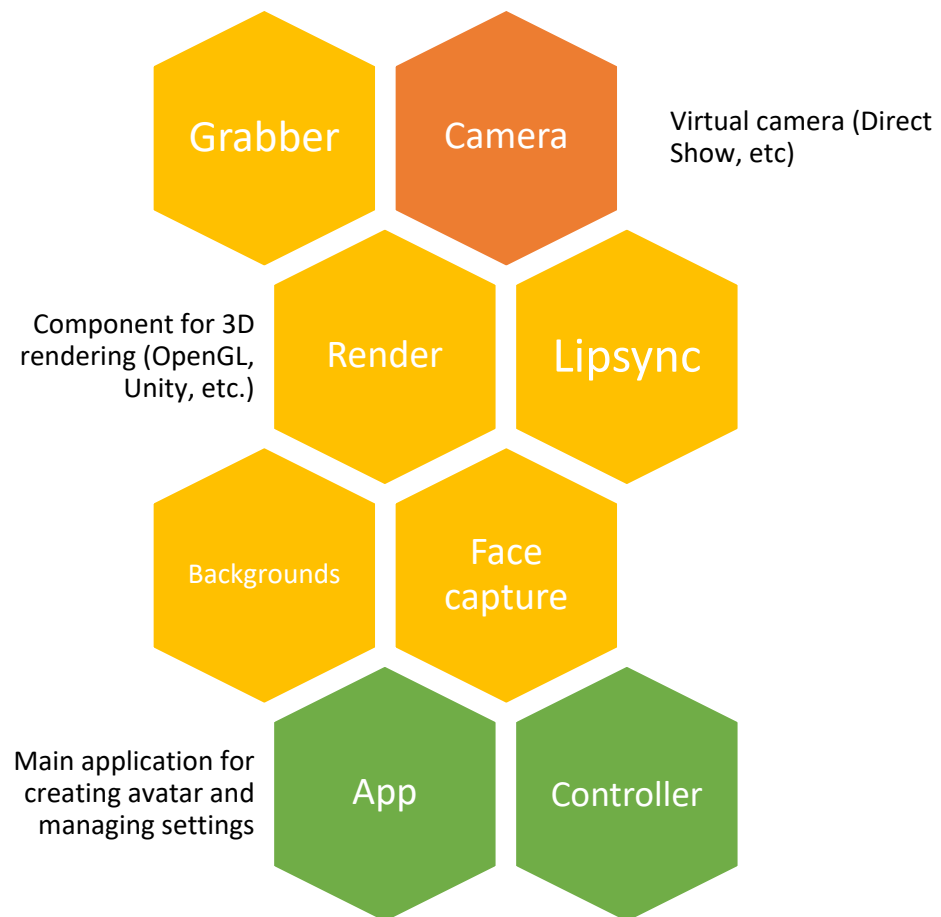 Grabber
Camera
Virtual camera (Direct
Show, etc)
Component for 3D
rendering (OpenGL,
Unity, etc.)
Render
Lipsync
Backgrounds
Face
capture
Main application for
creating avatar and
managing settings
App
Controller